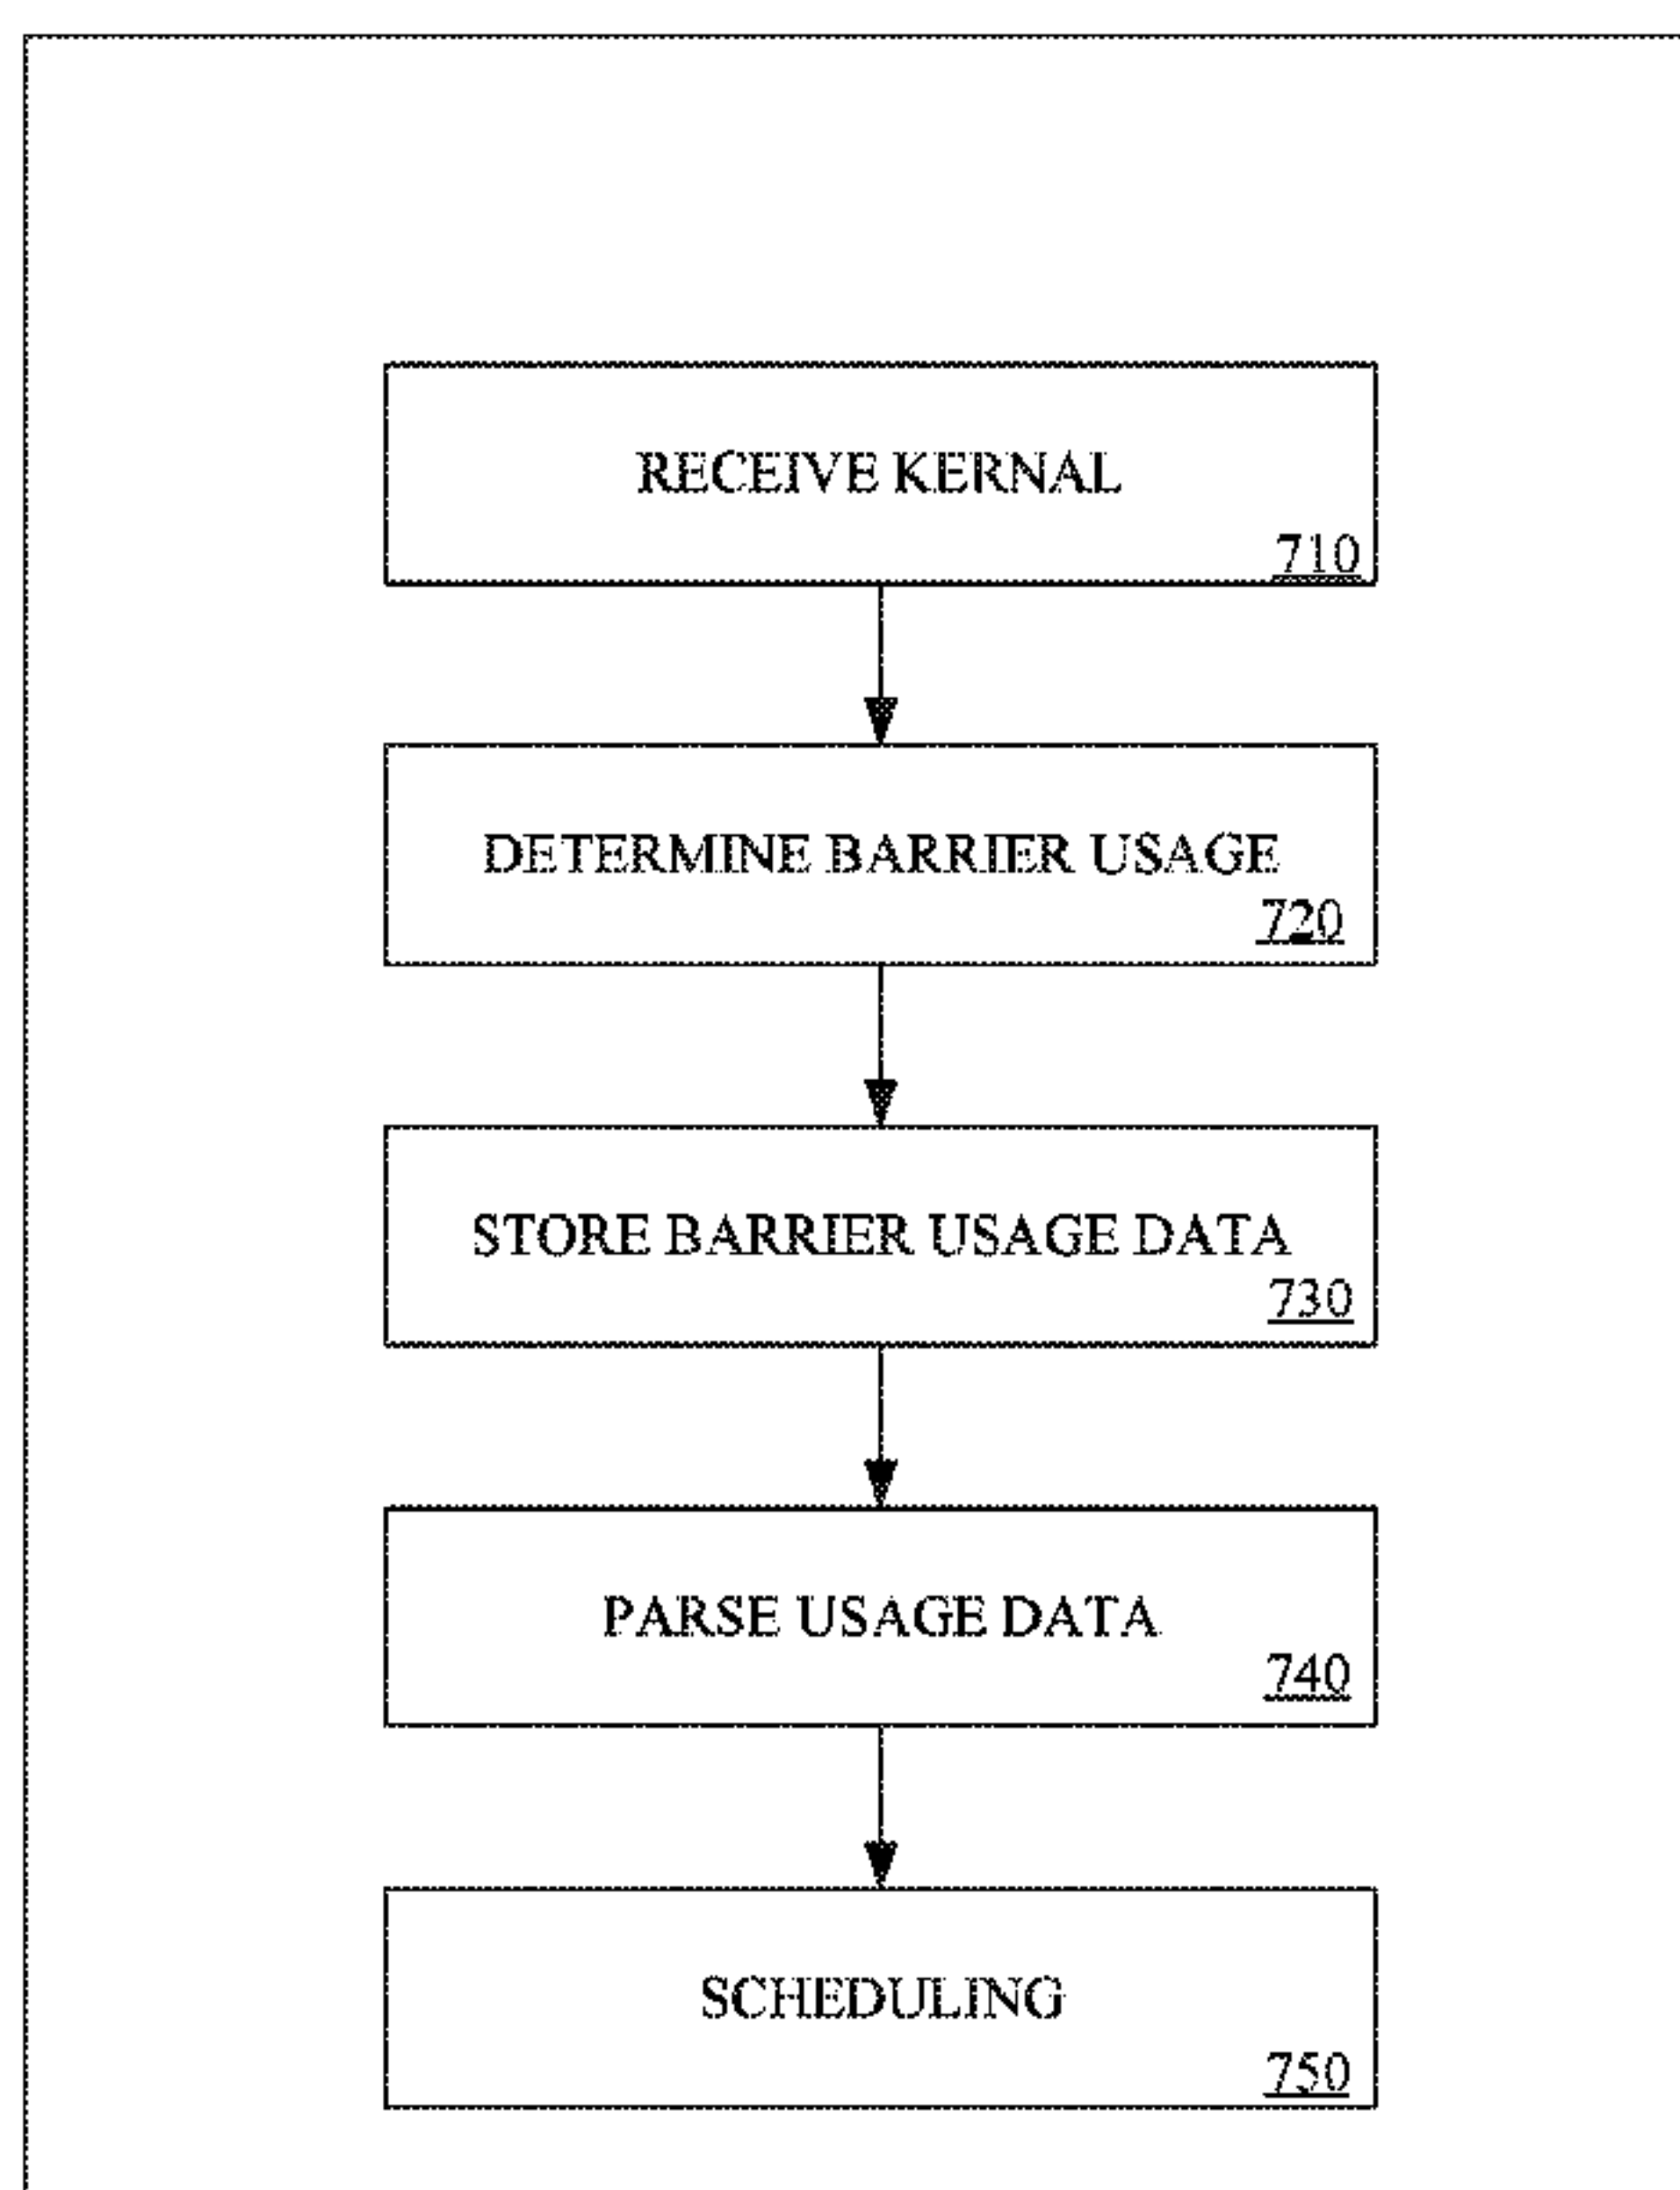 RECEIVE KERNAL
710
DETERMINE BARRIER USAGE
720
STORE BARRIER USAGE DATA
730
PARSE USAGE DATA
740
SCHEDULING
750